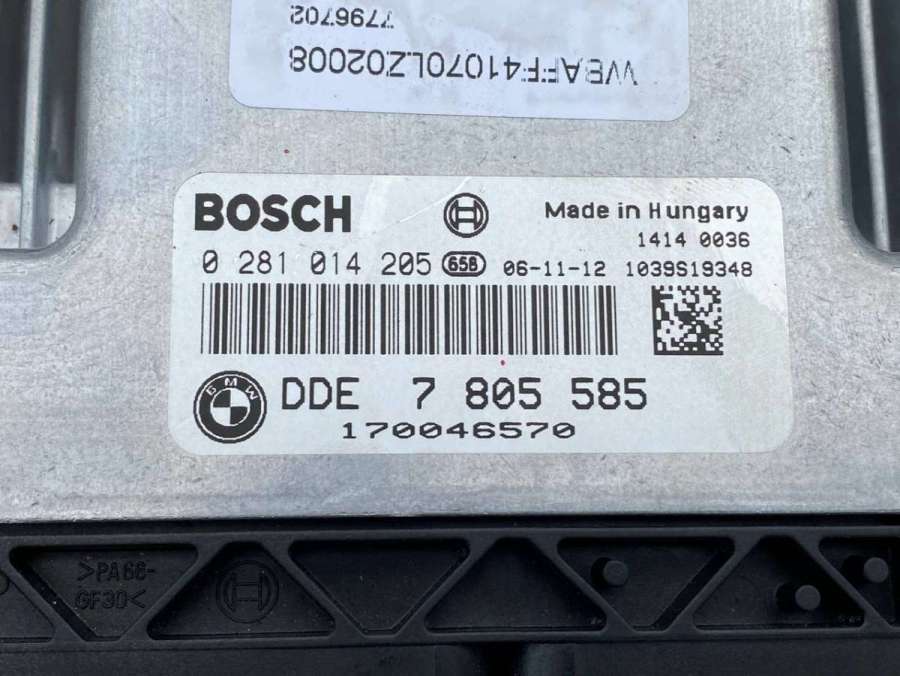 WBAFF41070LZ02008
7796702
BOSCH
Made in Hungary
1414 0036
0 281 014 205 658 06-11-12 1039S19348
BMW DDE 7 805 585
170046570
>PA66-
GF30<